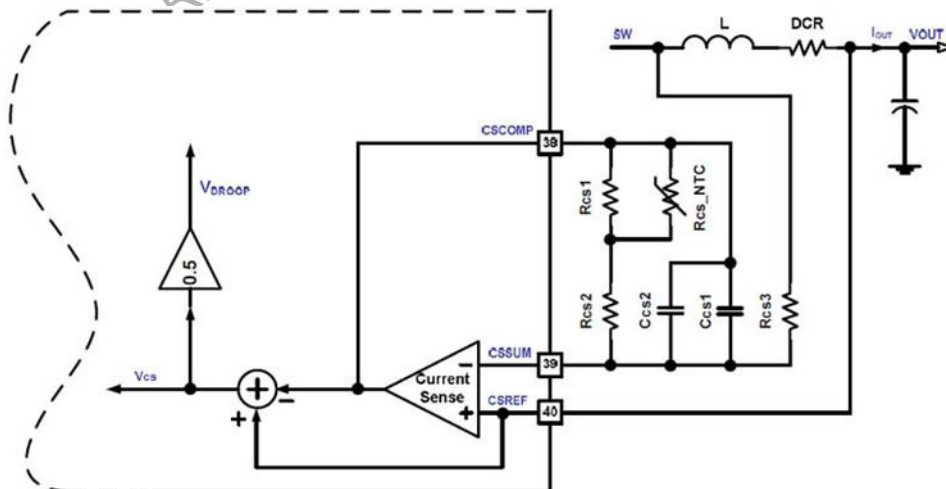 L
DCR
SW
IOUT
VOUT
CSCOMP
38
VDROOP
Rcs1
Rcs_NTC
0.5
Rcs2
Ccs2
Ccs1
Rcs3
CSSUM
39
Vcs
+
−
Current
Sense
−
+
CSREF
40
+